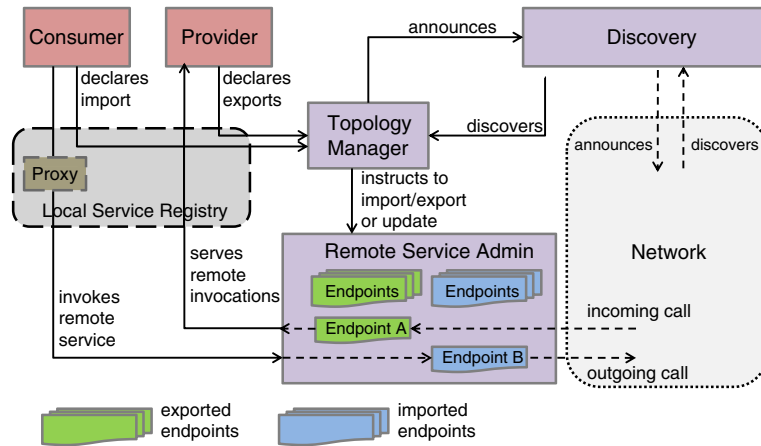 Consumer
Provider
announces
Discovery
declares
import
declares
exports
Topology
Manager
discovers
announces
discovers
Proxy
Local Service Registry
instructs to
import/export
or update
Remote Service Admin
Network
serves
remote
invocations
Endpoints
Endpoints
invokes
remote
service
Endpoint A
incoming call
Endpoint B
outgoing call
exported
endpoints
imported
endpoints